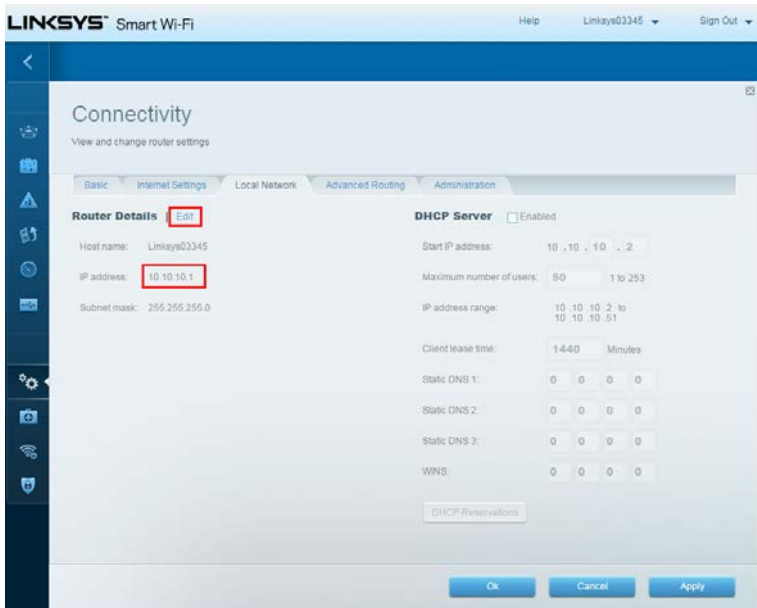 LINKSYS Smart Wi-Fi
Help
Linksys03345
Sign Out
Connectivity
View and change router settings
Basic
Internet Settings
Local Network
Advanced Routing
Administration
Router Details | Edit
Host name: Linksys03345
IP address: 10.10.10.1
Subnet mask: 255.255.255.0
DHCP Server Enabled
Start IP address: 10 . 10 . 10 . 2
Maximum number of users: 50 1 to 253
IP address range: 10 .10 .10 .2 to
10 .10 .10 .51
Client lease time: 1440 Minutes
Static DNS 1: 0 0 0 0
Static DNS 2: 0 0 0 0
Static DNS 3: 0 0 0 0
WINS: 0 0 0 0
DHCP Reservations
Ok
Cancel
Apply